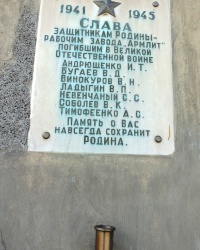 1941 1945
СЛАВА
ЗАЩИТНИКАМ РОДИНЫ-
РАБОЧИМ ЗАВОДА "АРМЛИТ"
ПОГИБШИМ В ВЕЛИКОЙ
ОТЕЧЕСТВЕННОЙ ВОЙНЕ
АНДРЮЩЕНКО И. Т.
БУГАЕВ В. Д.
ВИНОКУРОВ В. Н.
ЛАДЫГИН В. П.
НЕВЕНЧАНЫЙ С. С.
СОБОЛЕВ В. К.
ТИМОФЕЕНКО А. С.
ПАМЯТЬ О ВАС
НАВСЕГДА СОХРАНИТ
РОДИНА.